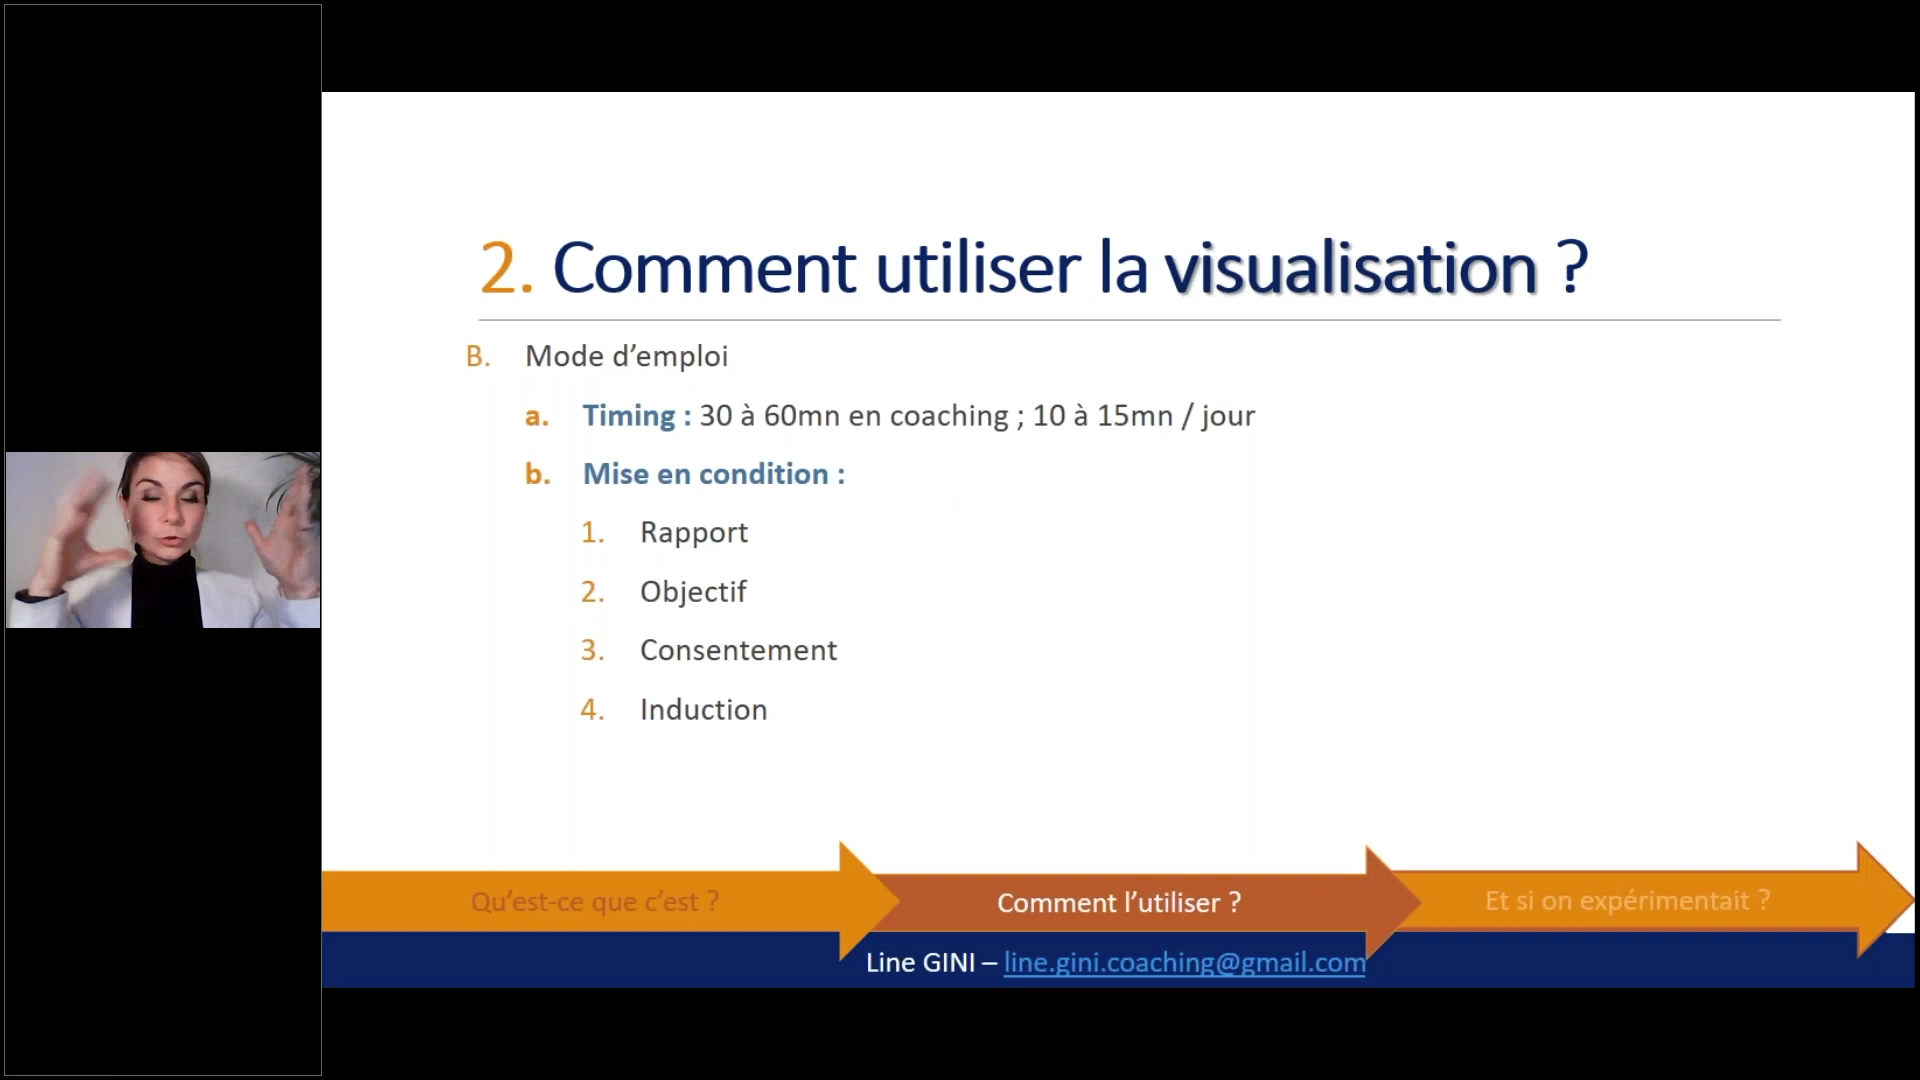 2. Comment utiliser la visualisation ?
B. Mode d’emploi
a. Timing : 30 à 60mn en coaching ; 10 à 15mn / jour
b. Mise en condition :
1. Rapport
2. Objectif
3. Consentement
4. Induction
Qu’est-ce que c’est ?
Comment l’utiliser ?
Et si on expérimentait ?
Line GINI – line.gini.coaching@gmail.com